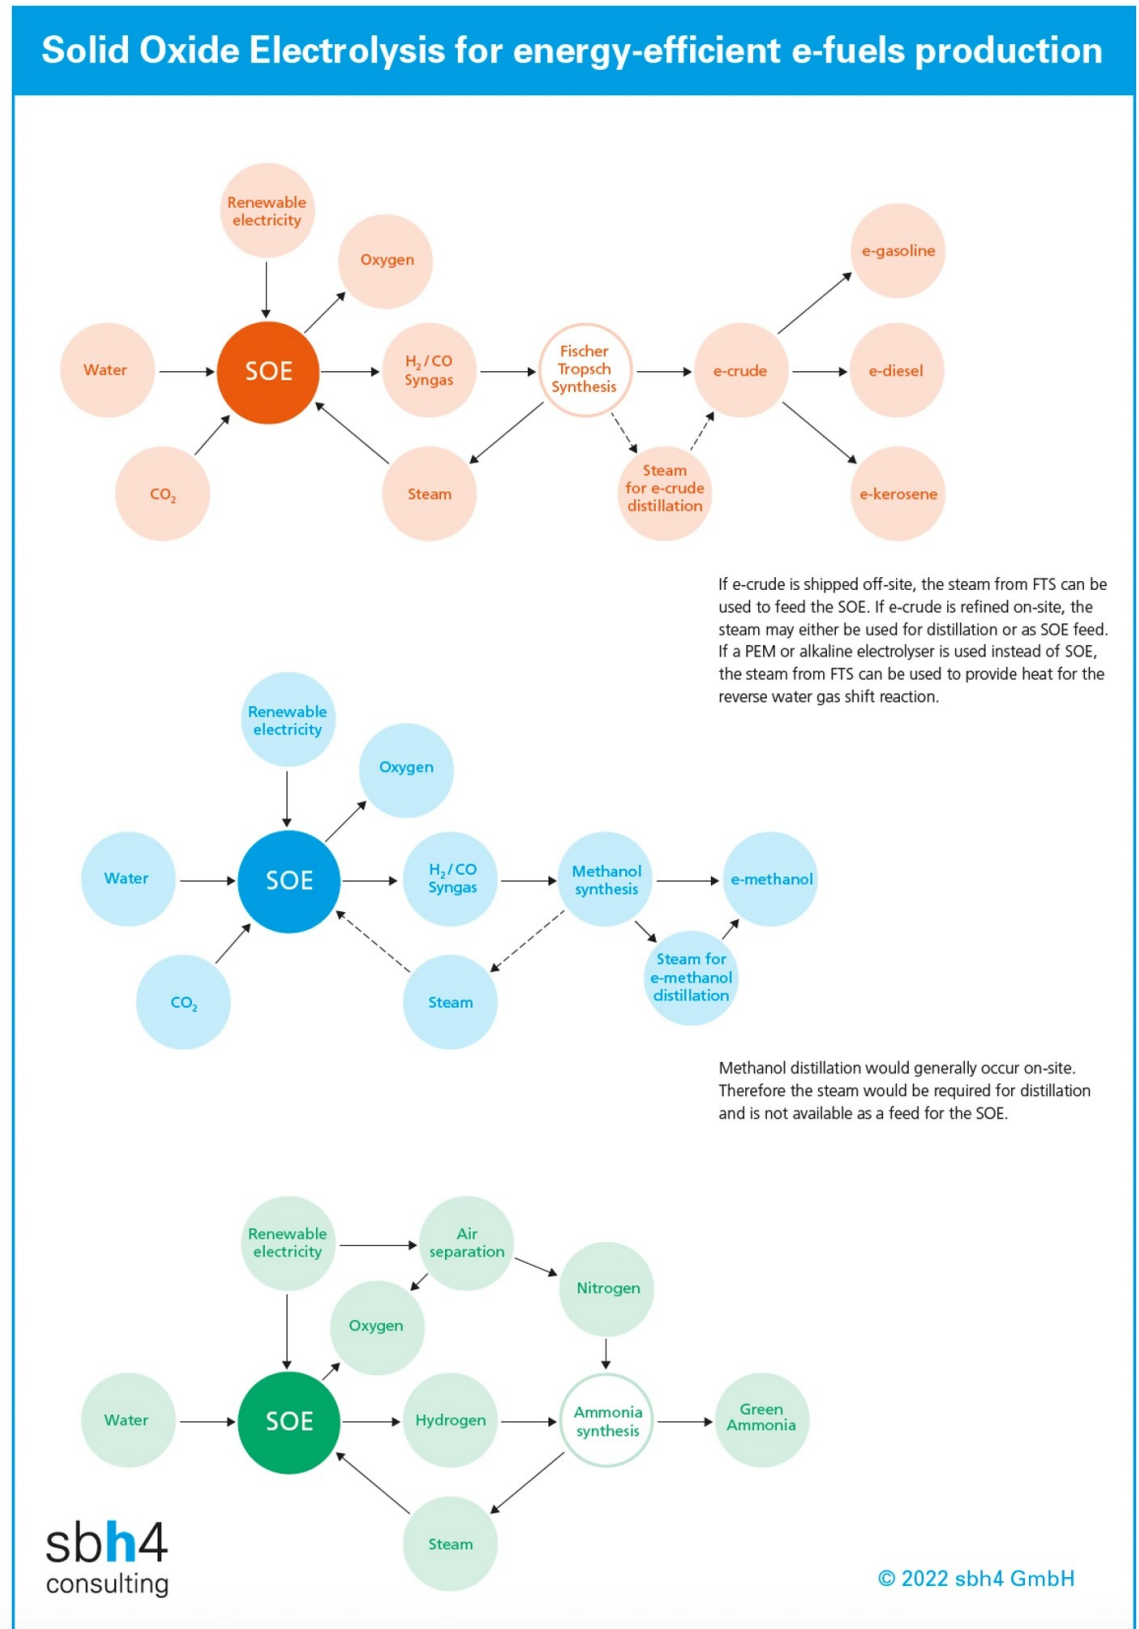 Solid Oxide Electrolysis for energy-efficient e-fuels production
Renewable
electricity
Oxygen
e-gasoline
Water
SOE
H₂/CO
Syngas
Fischer
Tropsch
Synthesis
e-crude
e-diesel
CO₂
Steam
Steam
for e-crude
distillation
e-kerosene
If e-crude is shipped off-site, the steam from FTS can be
used to feed the SOE. If e-crude is refined on-site, the
steam may either be used for distillation or as SOE feed.
If a PEM or alkaline electrolyser is used instead of SOE,
the steam from FTS can be used to provide heat for the
reverse water gas shift reaction.
Renewable
electricity
Oxygen
Water
SOE
H₂/CO
Syngas
Methanol
synthesis
e-methanol
CO₂
Steam
Steam for
e-methanol
distillation
Methanol distillation would generally occur on-site.
Therefore the steam would be required for distillation
and is not available as a feed for the SOE.
Renewable
electricity
Air
separation
Nitrogen
Oxygen
Water
SOE
Hydrogen
Ammonia
synthesis
Green
Ammonia
Steam
sbh4
consulting
© 2022 sbh4 GmbH